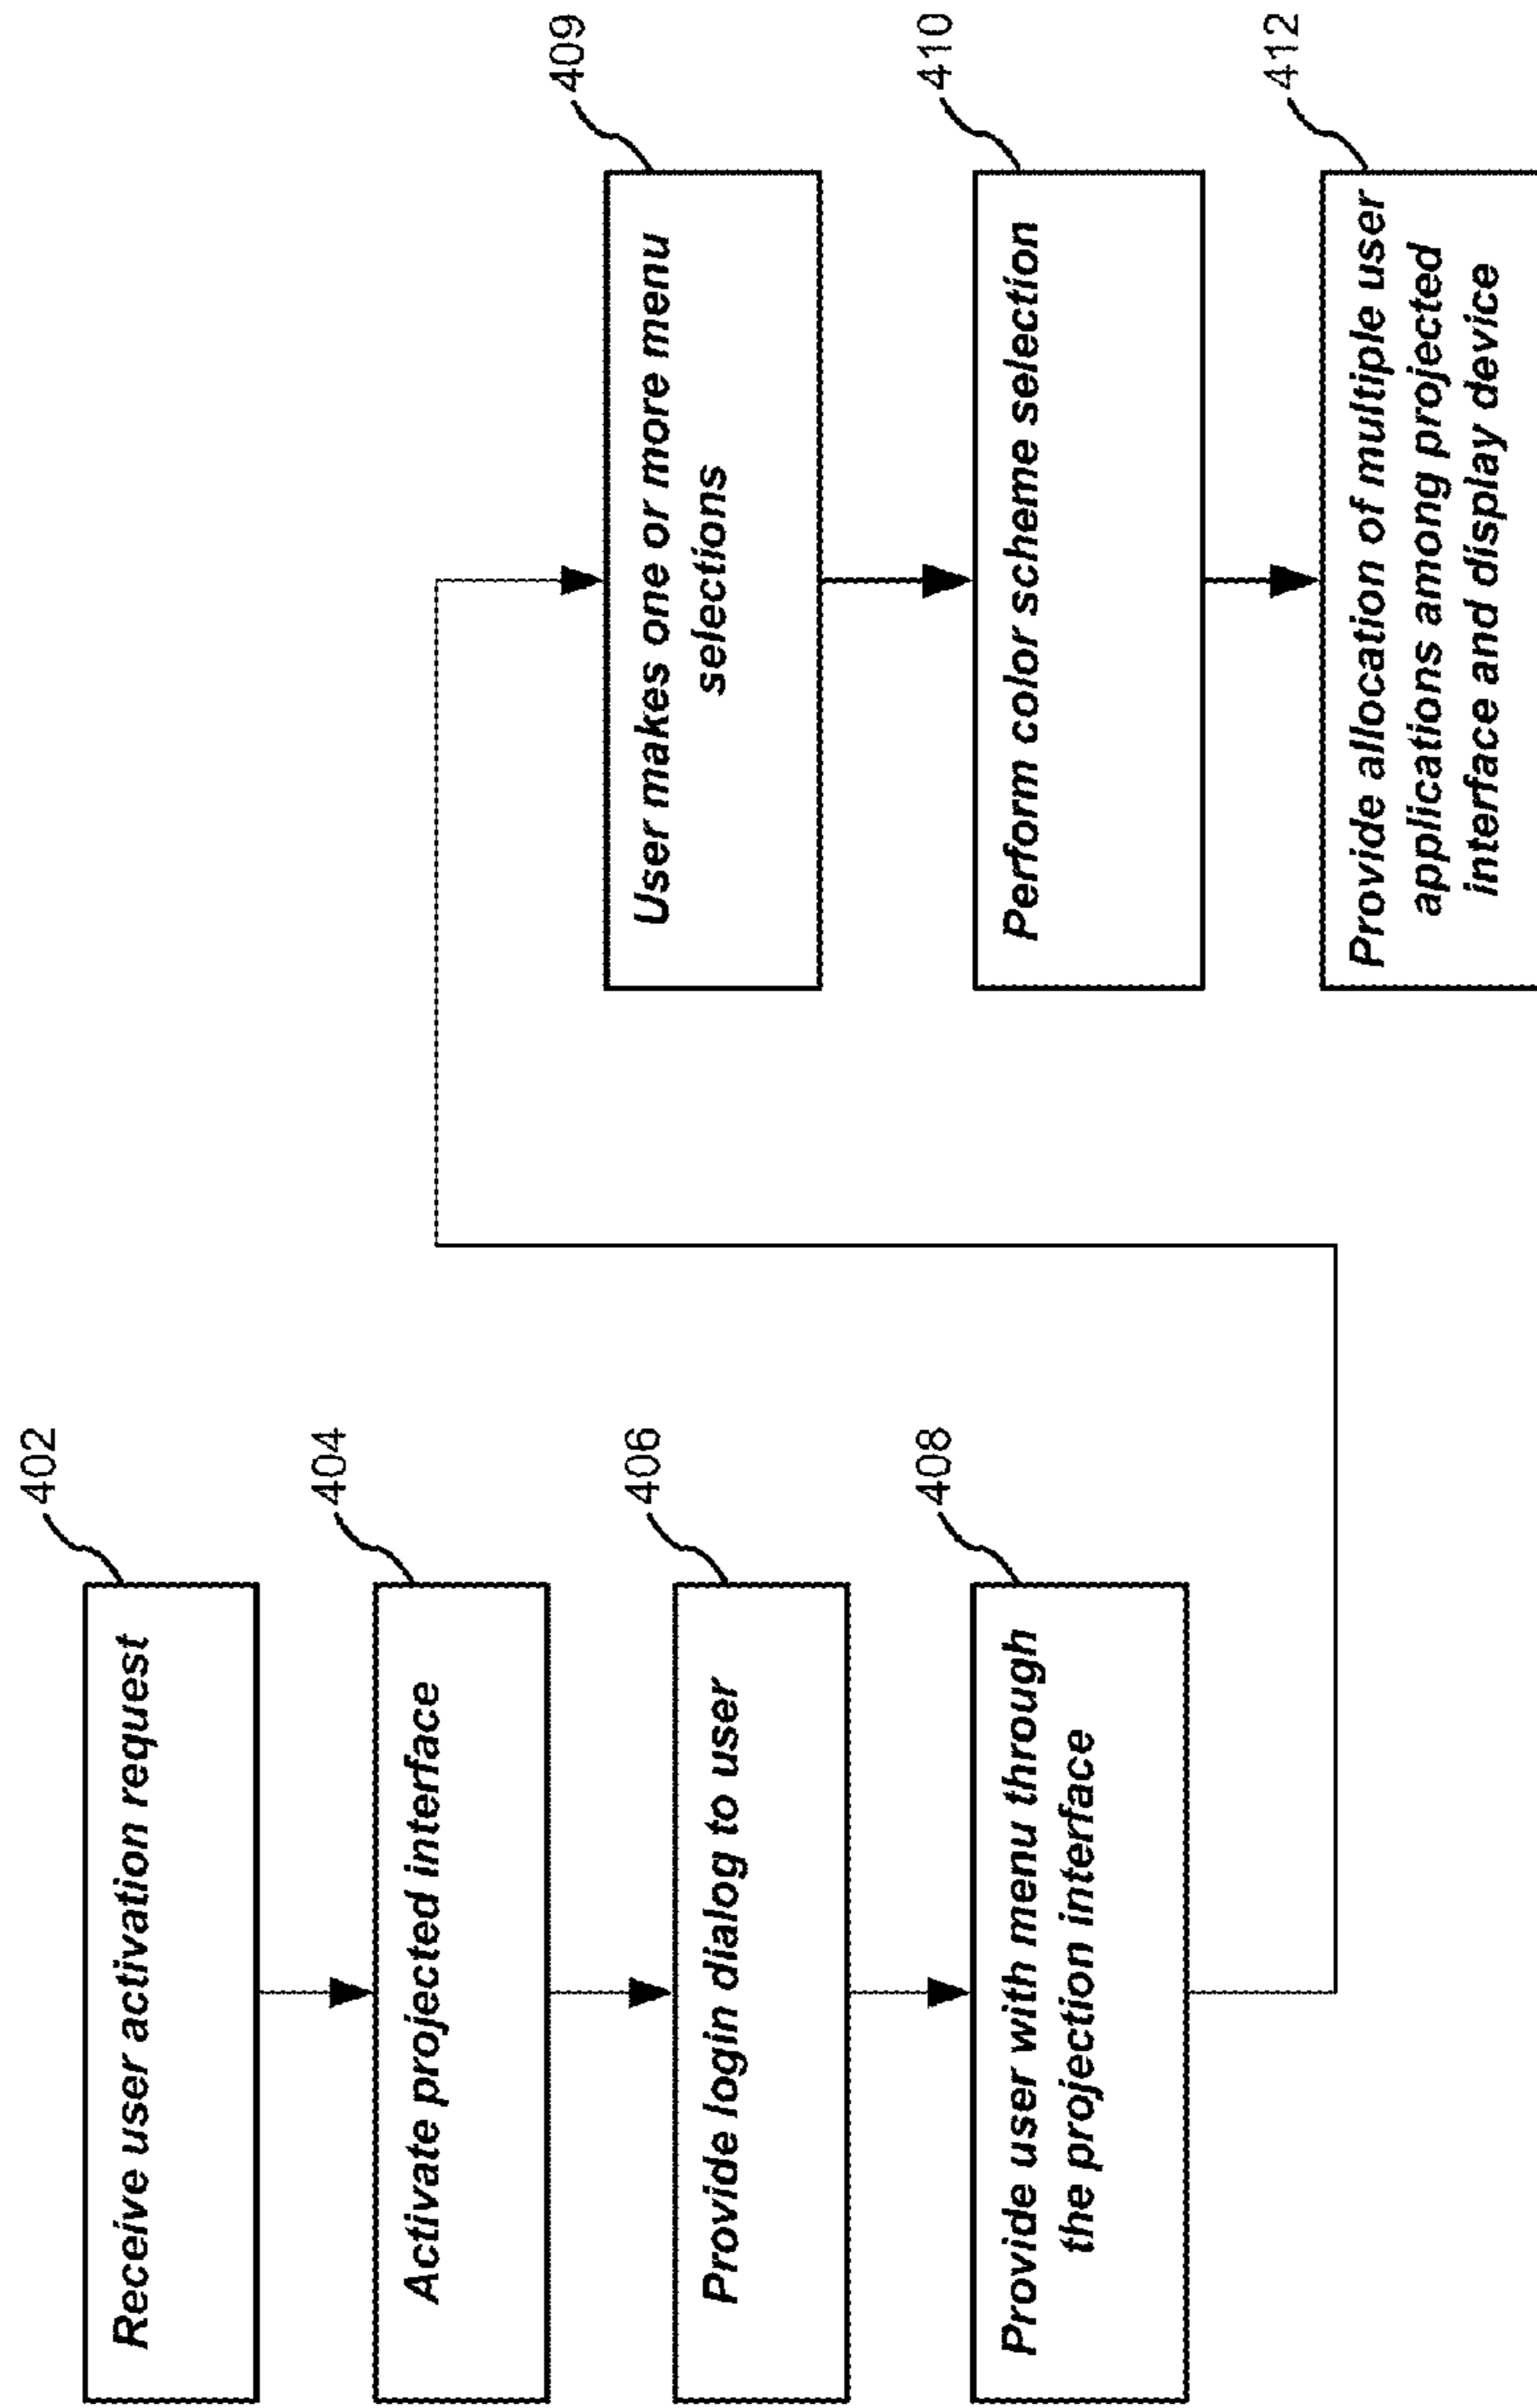 402
Receive user activation request
404
Activate projected interface
406
Provide login dialog to user
408
Provide user with menu through
the projection interface
409
User makes one or more menu
selections
410
Perform color scheme selection
412
Provide allocation of multiple user
applications among projected
interface and display device